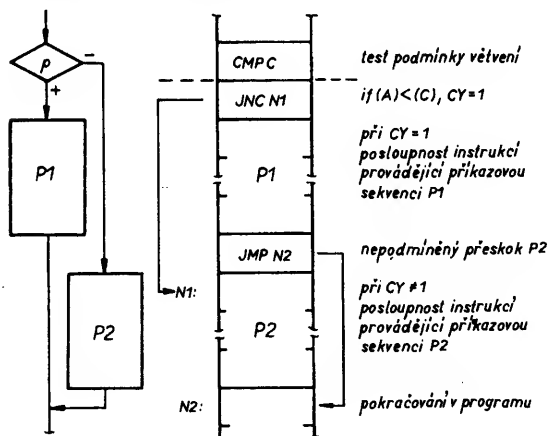 p
-
+
P1
P2
CMP C
test podmínky větvení
JNC N1
if (A)<(C), CY=1
P1
při CY = 1
posloupnost instrukcí
provádějící příkazovou
sekvenci P1
JMP N2
nepodmíněný přeskok P2
N1:
P2
při CY ≠ 1
posloupnost instrukcí
provádějící příkazovou
sekvenci P2
N2:
pokračování v programu